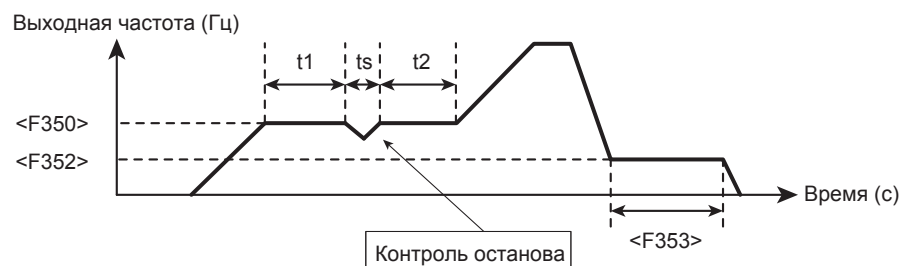 Выходная частота (Гц)
t1
ts
t2
<F350>
<F352>
Время (с)
<F353>
Контроль останова